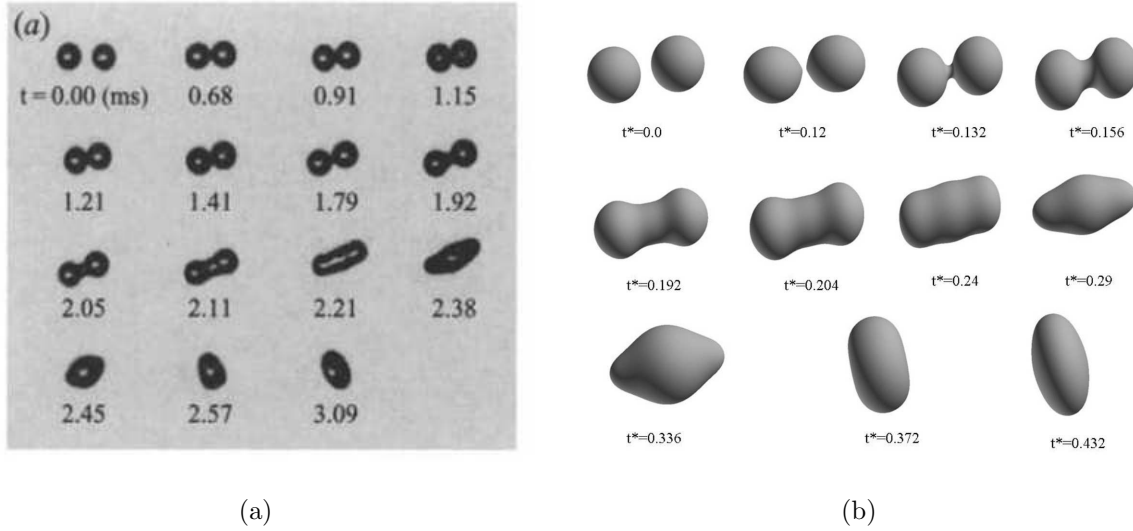 (a)
t = 0.00 (ms) 0.68 0.91 1.15
1.21 1.41 1.79 1.92
2.05 2.11 2.21 2.38
2.45 2.57 3.09
(a)
t*=0.0 t*=0.12 t*=0.132 t*=0.156
t*=0.192 t*=0.204 t*=0.24 t*=0.29
t*=0.336 t*=0.372 t*=0.432
(b)